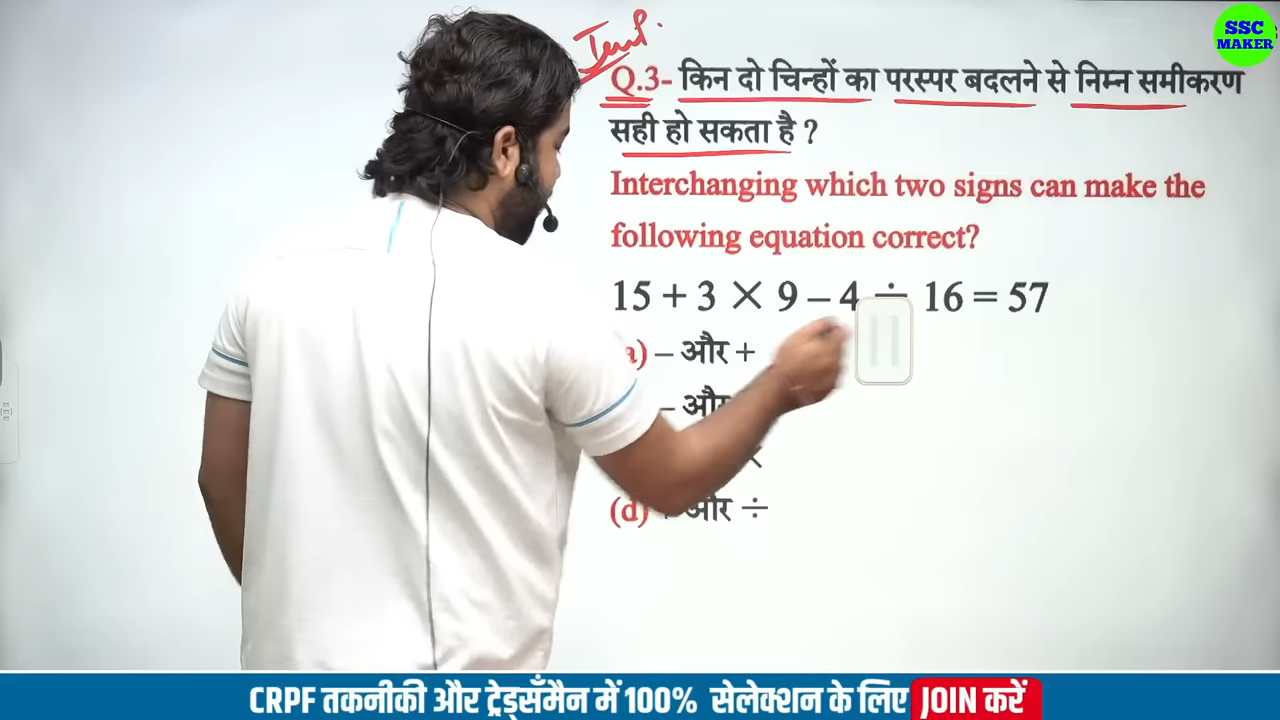 SSC
MAKER
Q.3- किन दो चिन्हों का परस्पर बदलने से निम्न समीकरण
सही हो सकता है ?
Interchanging which two signs can make the
following equation correct?
15 + 3 × 9 – 4 ÷ 16 = 57
a) – और +
– और
×
(d) और ÷
CRPF तकनीकी और ट्रेड्समैन में 100% सेलेक्शन के लिए JOIN करें